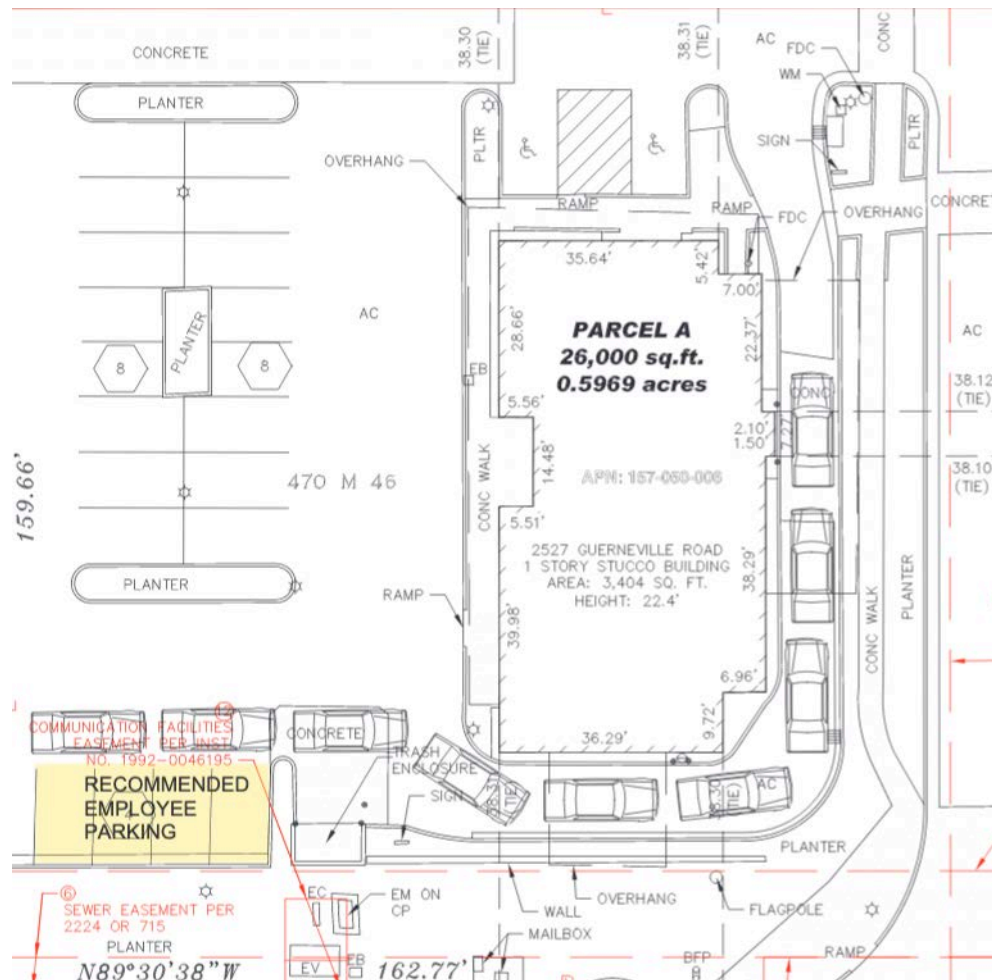 CONCRETE
38.30
(TIE)
38.31
(TIE)
AC
FDC
CONC
WM
PLANTER
PLTR
SIGN
PLTR
OVERHANG
RAMP
RAMP
FDC
OVERHANG
CONCRETE
35.64'
5.42'
7.00'
28.66'
22.37'
AC
PLANTER
8
8
PARCEL A
26,000 sq.ft.
0.5969 acres
AC
EB
38.12
(TIE)
CONC
5.56'
2.10'
1.50'
7.27'
14.48'
159.66'
470 M 46
CONC WALK
APN: 157-050-006
38.10
(TIE)
5.51'
2527 GUERNEVILLE ROAD
1 STORY STUCCO BUILDING
AREA: 3,404 SQ. FT.
HEIGHT: 22.4'
38.29'
PLANTER
RAMP
39.98'
CONC WALK
PLANTER
6.96'
9.72'
36.29'
COMMUNICATION FACILITIES
EASEMENT PER INST.
NO. 1992-0046195
CONCRETE
TRASH
ENCLOSURE
SIGN
38.30
(TIE)
AC
RECOMMENDED
EMPLOYEE
PARKING
PLANTER
6
SEWER EASEMENT PER
2224 OR 715
EC
EM ON
CP
WALL
OVERHANG
FLAGPOLE
MAILBOX
PLANTER
EV
EB
BFP
RAMP
N89°30'38"W
162.77'